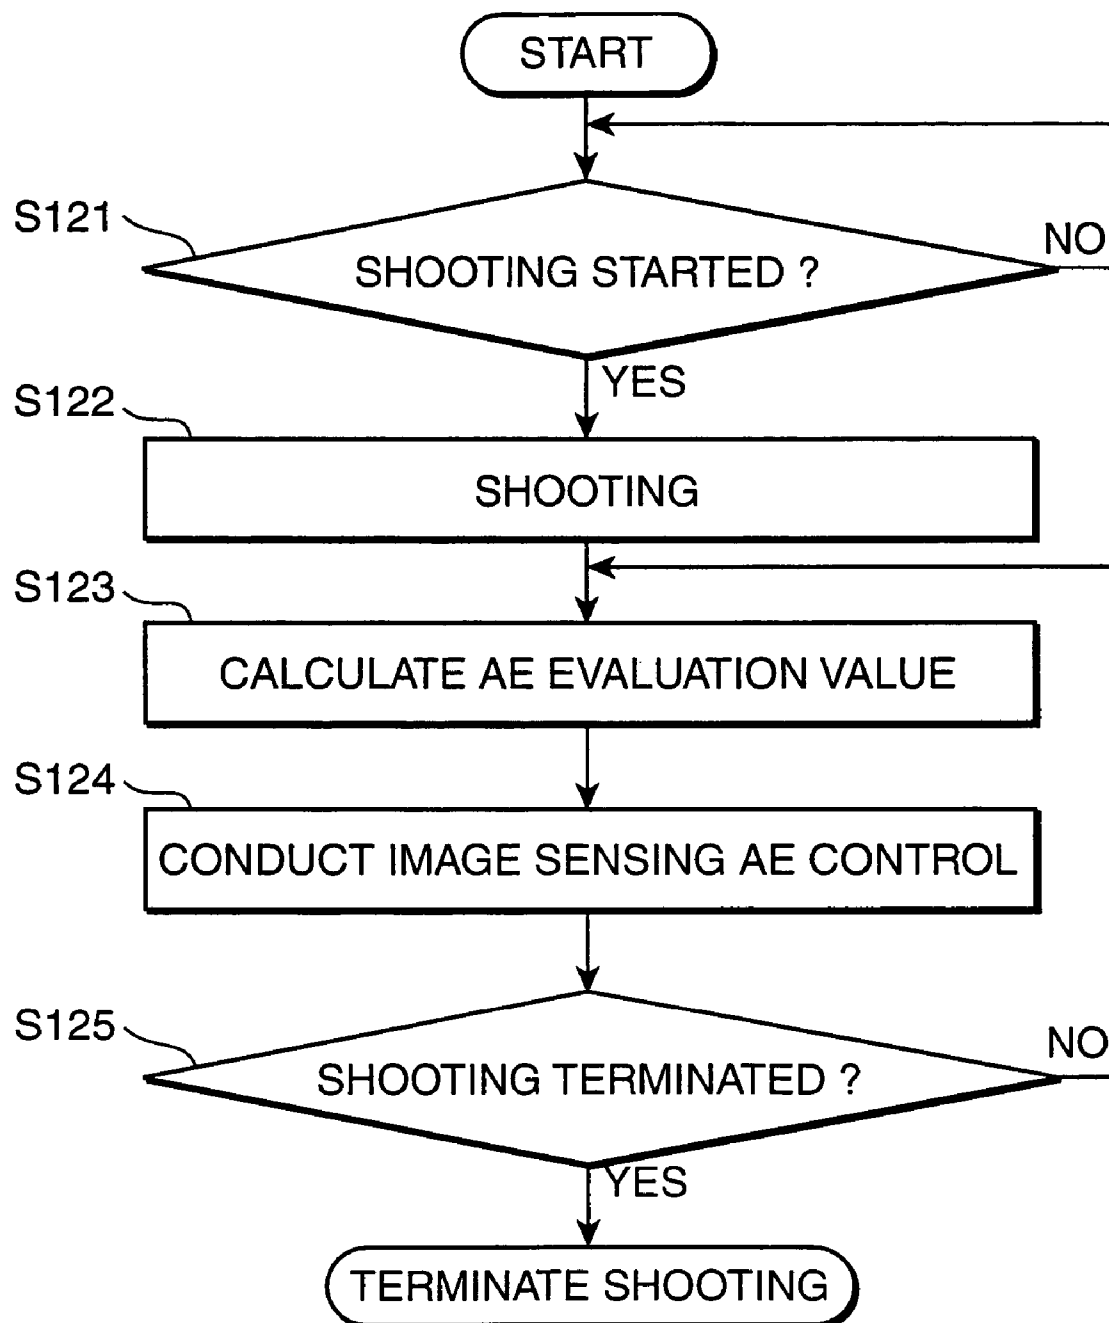 START
S121
SHOOTING STARTED ?
NO
YES
S122
SHOOTING
S123
CALCULATE AE EVALUATION VALUE
S124
CONDUCT IMAGE SENSING AE CONTROL
S125
SHOOTING TERMINATED ?
NO
YES
TERMINATE SHOOTING